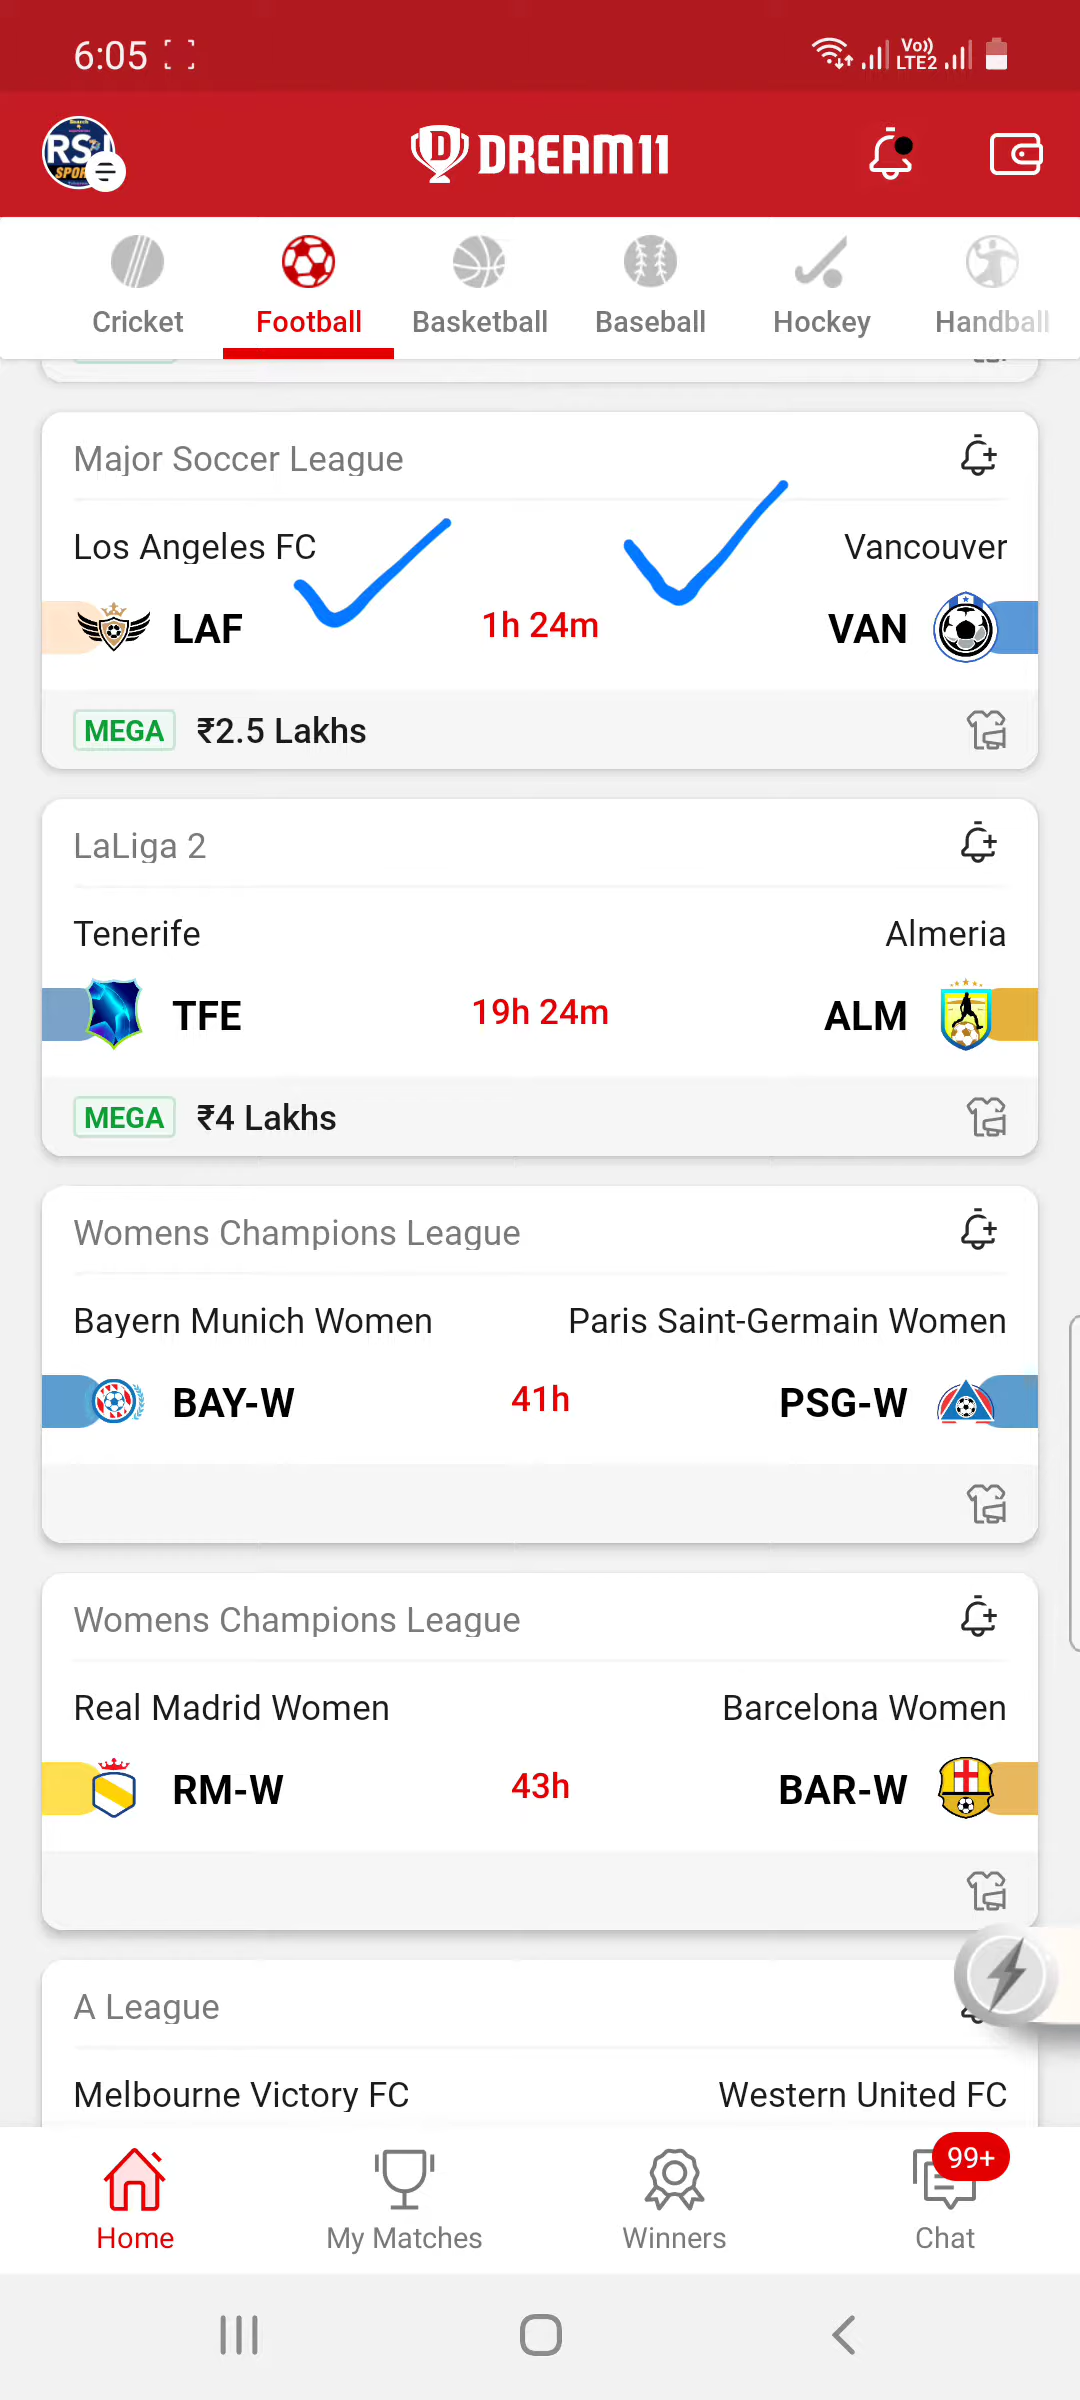 6:05 Vo)) LTE2
RS SPOR DREAM11
Cricket Football Basketball Baseball Hockey Handball
Major Soccer League
Los Angeles FC Vancouver
LAF 1h 24m VAN
MEGA ₹2.5 Lakhs
LaLiga 2
Tenerife Almeria
TFE 19h 24m ALM
MEGA ₹4 Lakhs
Womens Champions League
Bayern Munich Women Paris Saint-Germain Women
BAY-W 41h PSG-W
Womens Champions League
Real Madrid Women Barcelona Women
RM-W 43h BAR-W
A League
Melbourne Victory FC Western United FC
99+
Home My Matches Winners Chat